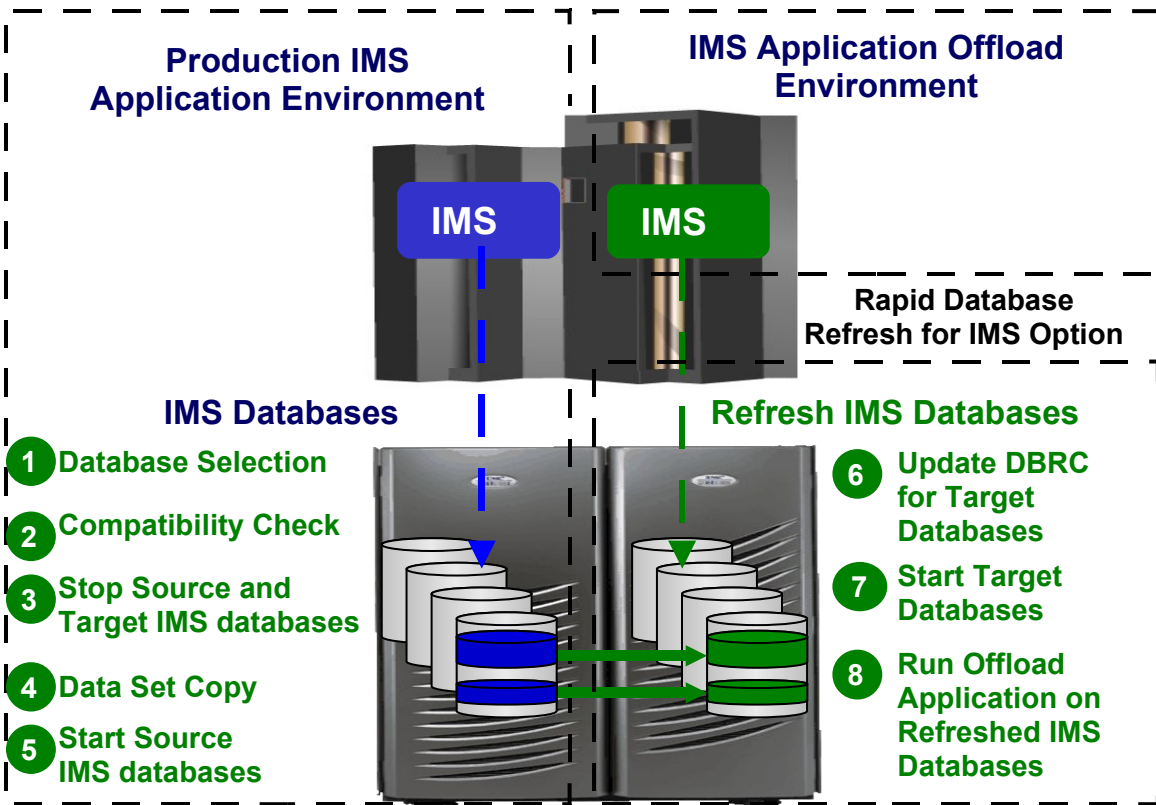 Production IMS
Application Environment
IMS Application Offload
Environment
IMS
IMS
Rapid Database
Refresh for IMS Option
IMS Databases
1 Database Selection
2 Compatibility Check
3 Stop Source and
Target IMS databases
4 Data Set Copy
5 Start Source
IMS databases
Refresh IMS Databases
6 Update DBRC
for Target
Databases
7 Start Target
Databases
8 Run Offload
Application on
Refreshed IMS
Databases